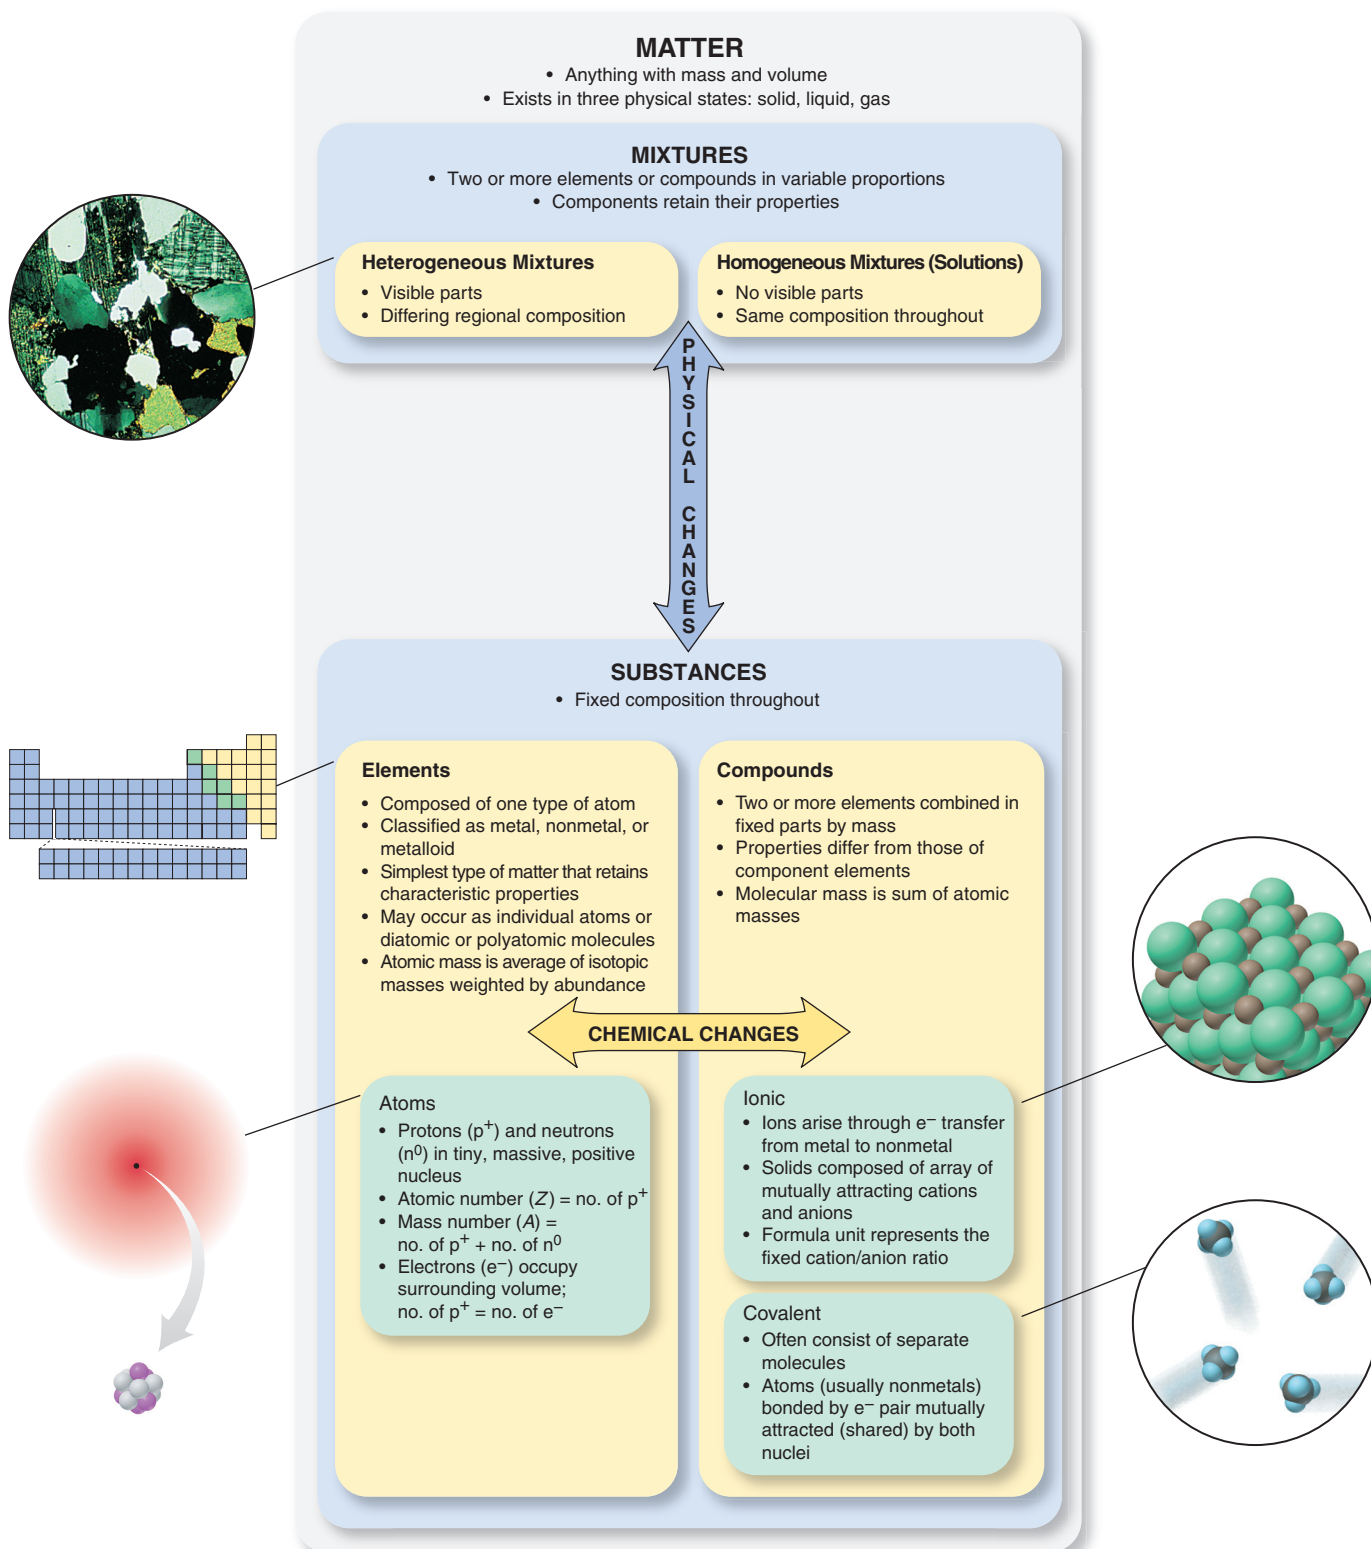 MATTER
• Anything with mass and volume
• Exists in three physical states: solid, liquid, gas
MIXTURES
• Two or more elements or compounds in variable proportions
• Components retain their properties
Heterogeneous Mixtures
• Visible parts
• Differing regional composition
Homogeneous Mixtures (Solutions)
• No visible parts
• Same composition throughout
PHYSICAL CHANGES
SUBSTANCES
• Fixed composition throughout
Elements
• Composed of one type of atom
• Classified as metal, nonmetal, or
metalloid
• Simplest type of matter that retains
characteristic properties
• May occur as individual atoms or
diatomic or polyatomic molecules
• Atomic mass is average of isotopic
masses weighted by abundance
Compounds
• Two or more elements combined in
fixed parts by mass
• Properties differ from those of
component elements
• Molecular mass is sum of atomic
masses
CHEMICAL CHANGES
Atoms
• Protons (p⁺) and neutrons
(n⁰) in tiny, massive, positive
nucleus
• Atomic number (Z) = no. of p⁺
• Mass number (A) =
no. of p⁺ + no. of n⁰
• Electrons (e⁻) occupy
surrounding volume;
no. of p⁺ = no. of e⁻
Ionic
• Ions arise through e⁻ transfer
from metal to nonmetal
• Solids composed of array of
mutually attracting cations
and anions
• Formula unit represents the
fixed cation/anion ratio
Covalent
• Often consist of separate
molecules
• Atoms (usually nonmetals)
bonded by e⁻ pair mutually
attracted (shared) by both
nuclei